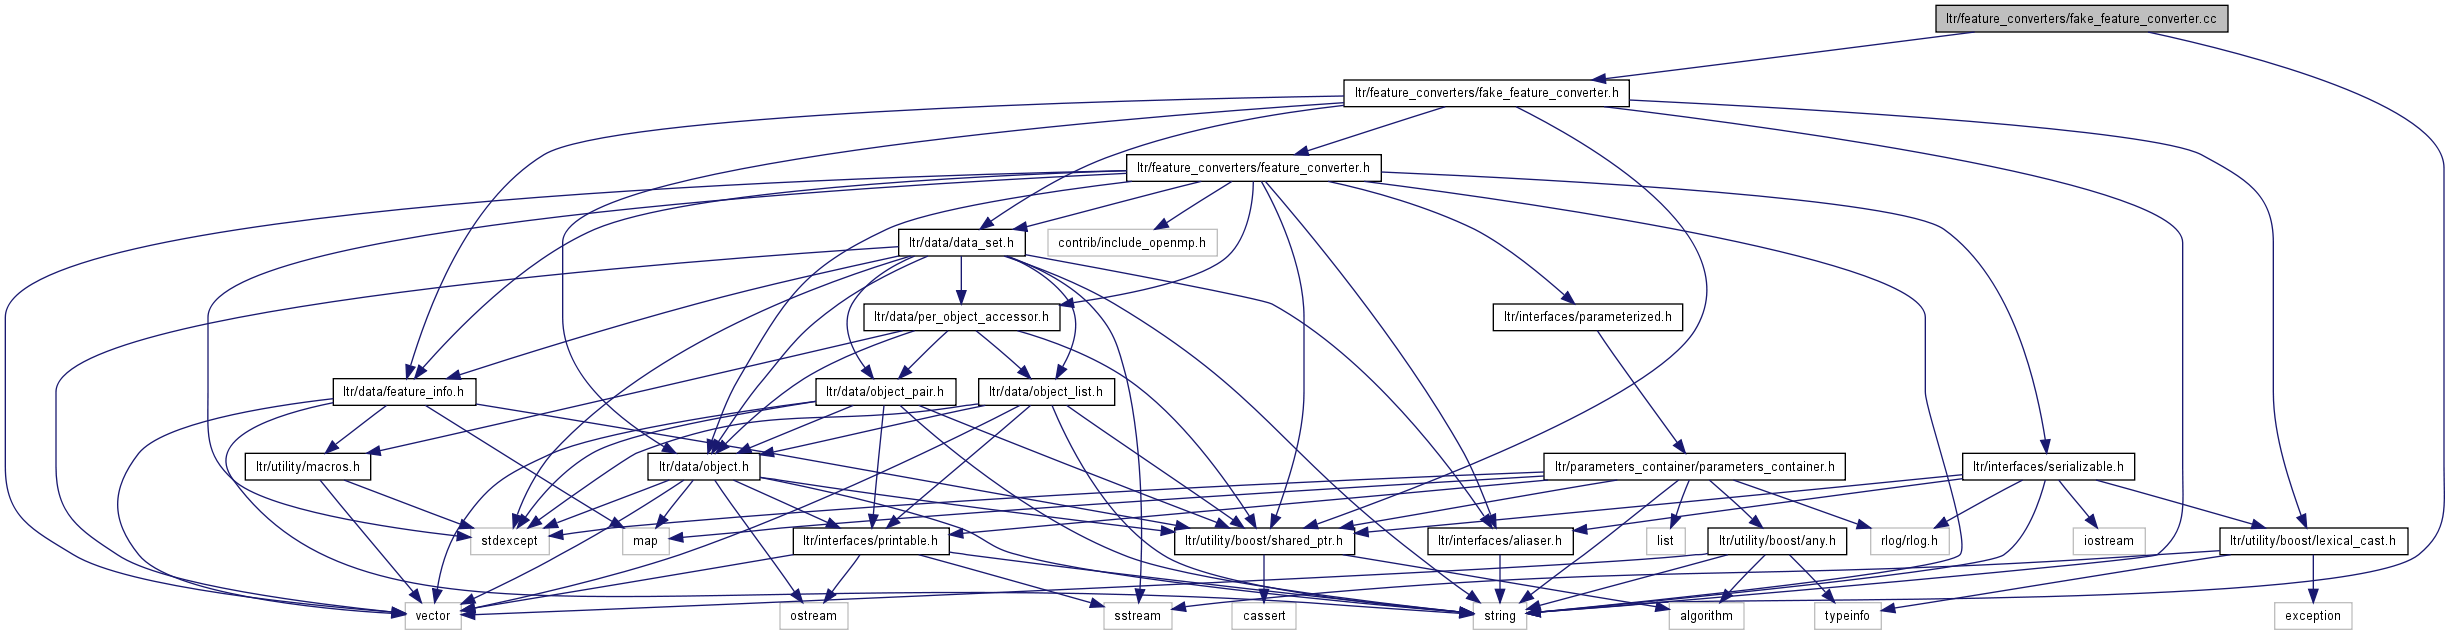 ltr/feature_converters/fake_feature_converter.cc
ltr/feature_converters/fake_feature_converter.h
ltr/feature_converters/feature_converter.h
ltr/data/data_set.h
contrib/include_openmp.h
ltr/data/per_object_accessor.h
ltr/interfaces/parameterized.h
ltr/data/feature_info.h
ltr/data/object_pair.h
ltr/data/object_list.h
ltr/utility/macros.h
ltr/data/object.h
ltr/parameters_container/parameters_container.h
ltr/interfaces/serializable.h
stdexcept
map
ltr/interfaces/printable.h
ltr/utility/boost/shared_ptr.h
ltr/interfaces/aliaser.h
list
ltr/utility/boost/any.h
rlog/rlog.h
iostream
ltr/utility/boost/lexical_cast.h
vector
ostream
sstream
cassert
string
algorithm
typeinfo
exception